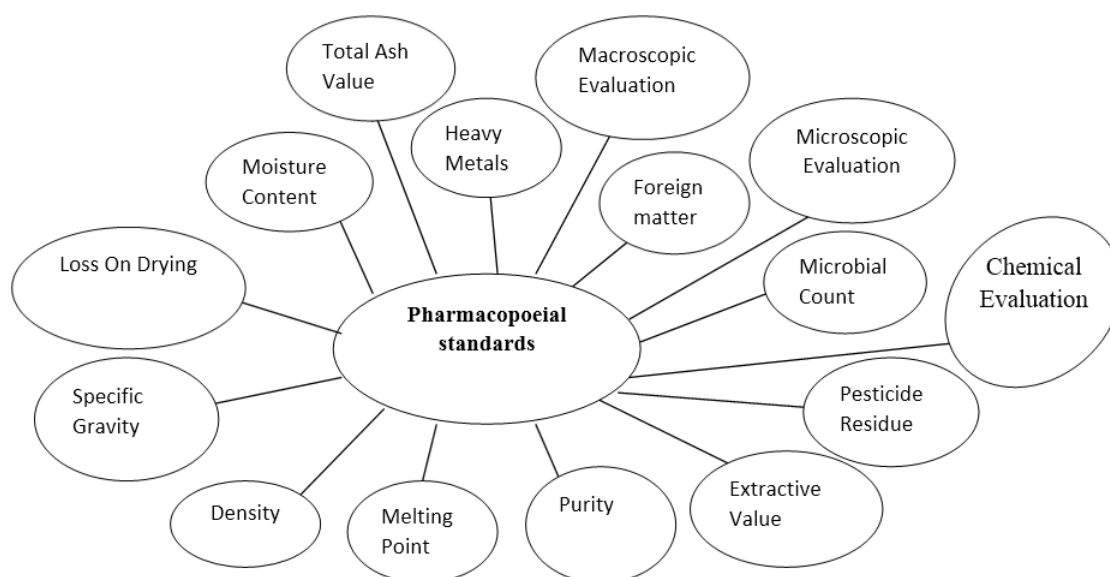 Total Ash
Value
Macroscopic
Evaluation
Heavy
Metals
Microscopic
Evaluation
Moisture
Content
Foreign
matter
Loss On Drying
Microbial
Count
Chemical
Evaluation
Pharmacopoeial
standards
Specific
Gravity
Pesticide
Residue
Density
Melting
Point
Purity
Extractive
Value